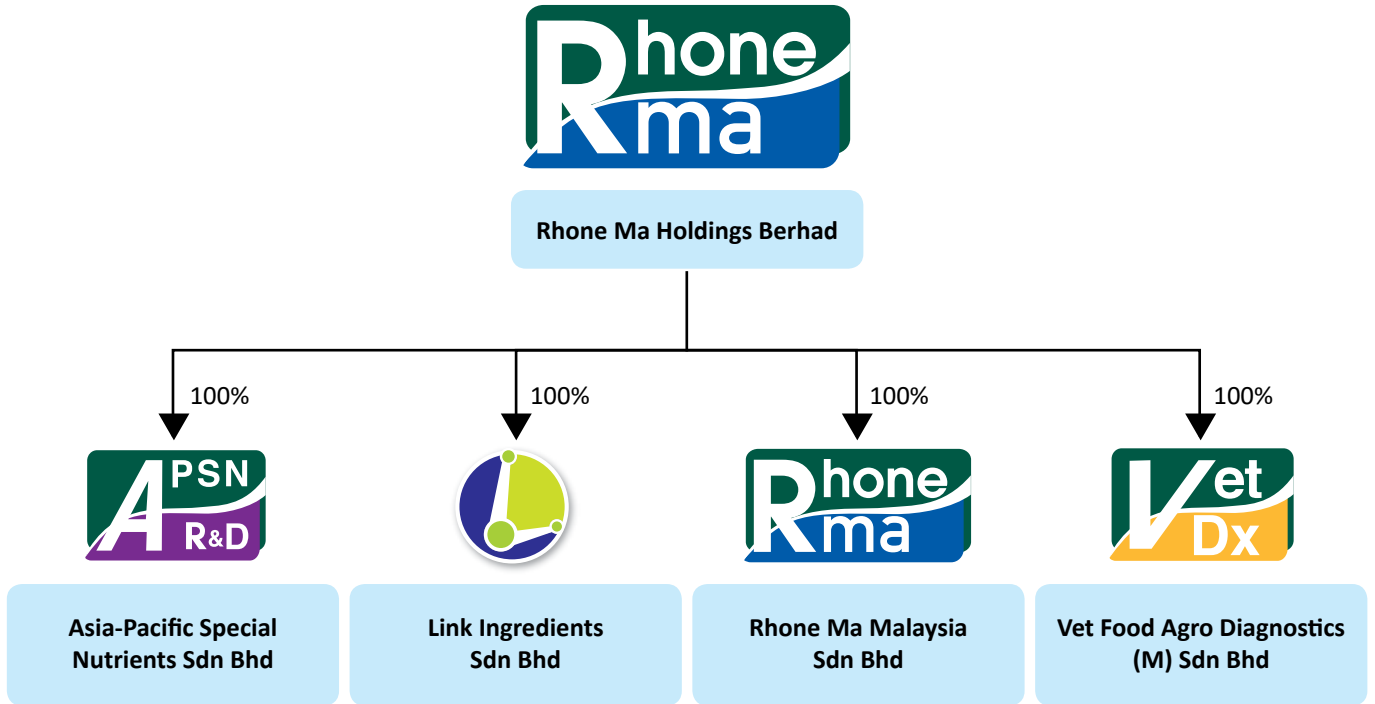 Rhone
ma
Rhone Ma Holdings Berhad
100%
100%
100%
100%
APSN
R&D
Rhone
ma
Vet
Dx
Asia-Pacific Special
Nutrients Sdn Bhd
Link Ingredients
Sdn Bhd
Rhone Ma Malaysia
Sdn Bhd
Vet Food Agro Diagnostics
(M) Sdn Bhd